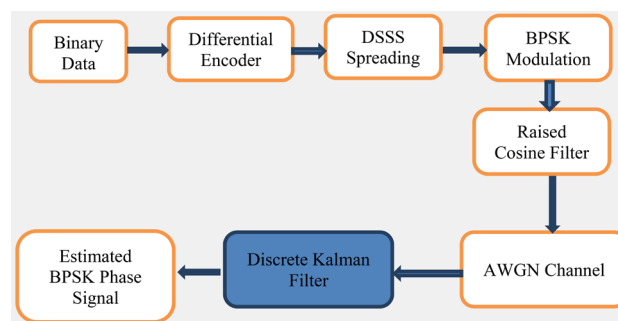 Binary
Data
Differential
Encoder
DSSS
Spreading
BPSK
Modulation
Raised
Cosine Filter
AWGN Channel
Discrete Kalman
Filter
Estimated
BPSK Phase
Signal